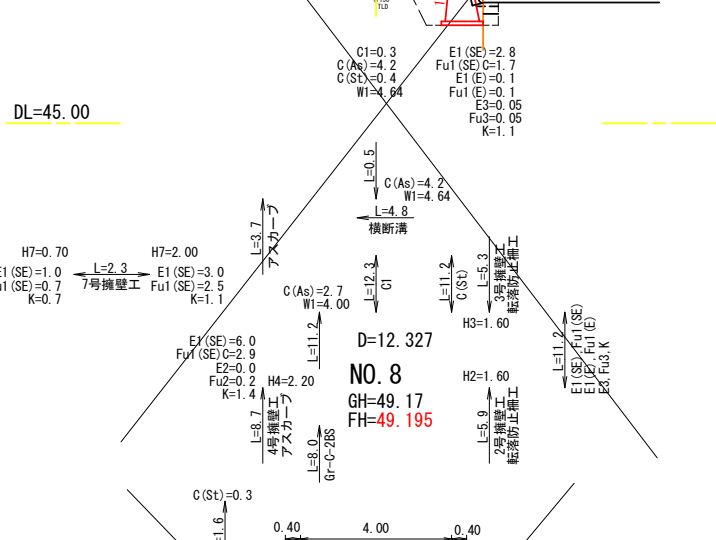 TLD
1
C1=0.3
C(As)=4.2
C(St)=0.4
W1=4.64
E1(SE)=2.8
Fu1(SE)C=1.7
E1(E)=0.1
Fu1(E)=0.1
E3=0.05
Fu3=0.05
K=1.1
DL=45.00
L=0.5
C(As)=4.2
W1=4.64
L=4.8
横断溝
L=3.7
アスカーブ
H7=0.70
E1(SE)=1.0
Fu1(SE)=0.7
K=0.7
L=2.3
7号擁壁工
H7=2.00
E1(SE)=3.0
Fu1(SE)=2.5
K=1.1
L=12.3
C1
L=11.2
C(St)
L=5.3
3号擁壁工
転落防止柵工
H3=1.60
C(As)=2.7
W1=4.00
L=11.2
L=11.2
E1(SE).Fu1(SE)
E1(E).Fu1(E)
E3,Fu3,K
E1(SE)=6.0
Fu1(SE)C=2.9
E2=0.0
Fu2=0.2
K=1.4
H4=2.20
L=8.7
4号擁壁工
アスカーブ
D=12.327
NO.8
GH=49.17
FH=49.195
L=8.0
Gr-C-2BS
H2=1.60
L=5.9
2号擁壁工
転落防止柵工
C(St)=0.3
=1.6
0.40
4.00
0.40